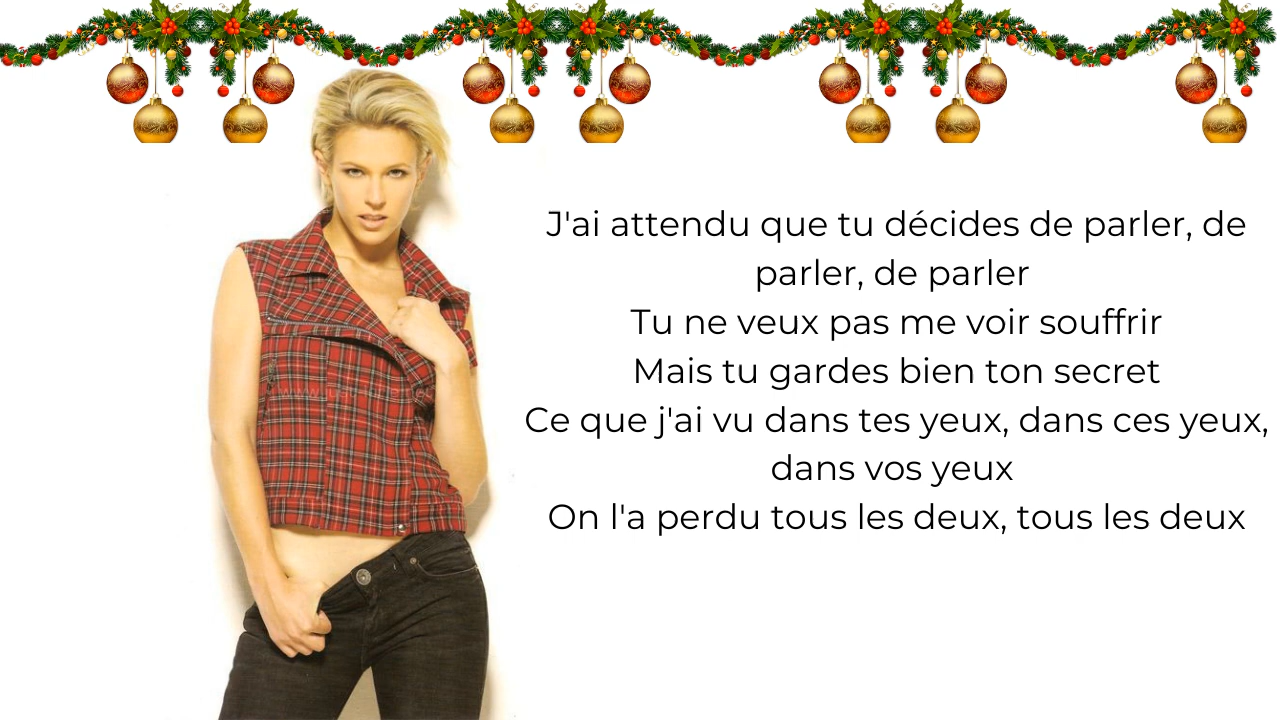 J'ai attendu que tu décides de parler, de
parler, de parler
Tu ne veux pas me voir souffrir
Mais tu gardes bien ton secret
Ce que j'ai vu dans tes yeux, dans ces yeux,
dans vos yeux
On l'a perdu tous les deux, tous les deux